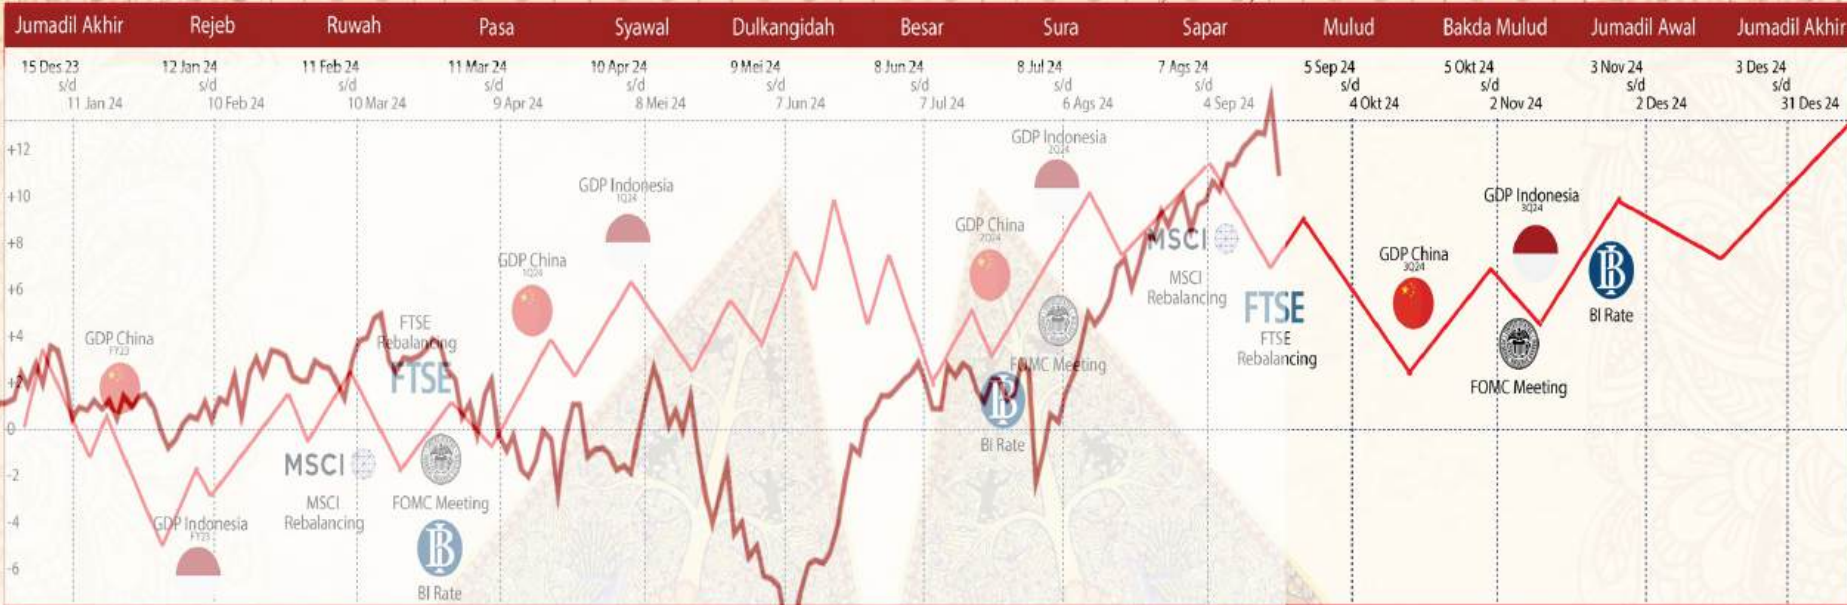 Jumadil Akhir
Rejeb
Ruwah
Pasa
Syawal
Dulkangidah
Besar
Sura
Sapar
Mulud
Bakda Mulud
Jumadil Awal
Jumadil Akhir
15 Des 23
s/d
11 Jan 24
12 Jan 24
s/d
10 Feb 24
11 Feb 24
s/d
10 Mar 24
11 Mar 24
s/d
9 Apr 24
10 Apr 24
s/d
8 Mei 24
9 Mei 24
s/d
7 Jun 24
8 Jun 24
s/d
7 Jul 24
8 Jul 24
s/d
6 Ags 24
7 Ags 24
s/d
4 Sep 24
5 Sep 24
s/d
4 Okt 24
5 Okt 24
s/d
2 Nov 24
3 Nov 24
s/d
2 Des 24
3 Des 24
s/d
31 Des 24
+12
+10
+8
+6
+4
+2
0
-2
-4
-6
GDP China
FY23
GDP Indonesia
FY23
MSCI
MSCI
Rebalancing
FTSE
Rebalancing
FTSE
FOMC Meeting
BI Rate
GDP China
1Q24
GDP Indonesia
1Q24
GDP China
2Q24
BI Rate
GDP Indonesia
2Q24
FOMC Meeting
MSCI
MSCI
Rebalancing
FTSE
FTSE
Rebalancing
GDP China
3Q24
GDP Indonesia
3Q24
FOMC Meeting
BI Rate